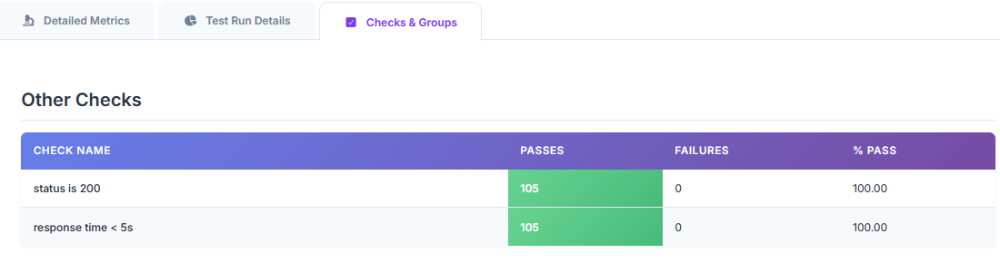 Detailed Metrics Test Run Details Checks & Groups
Other Checks
CHECK NAME PASSES FAILURES % PASS
status is 200 105 0 100.00
response time < 5s 105 0 100.00